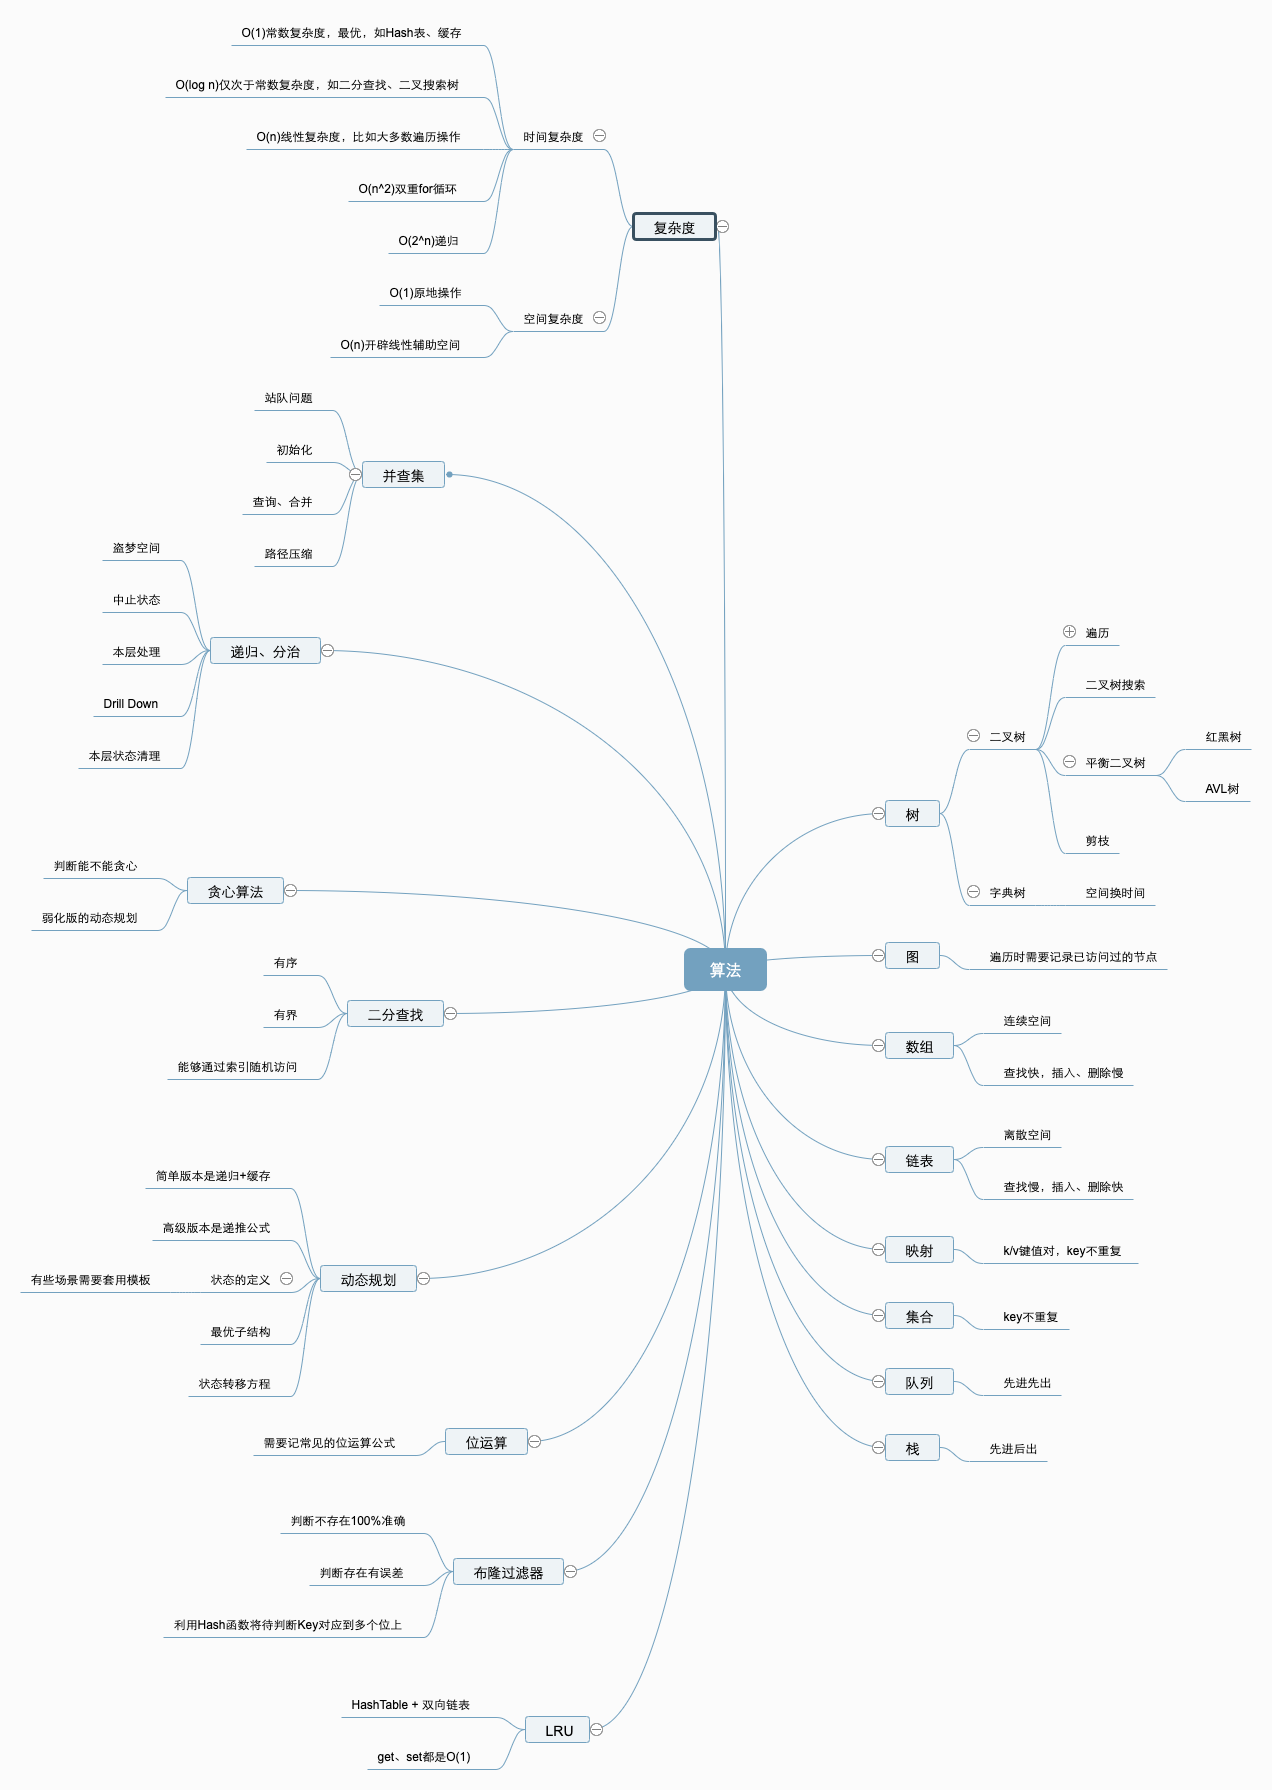 算法
复杂度
时间复杂度
O(1)常数复杂度，最优，如Hash表、缓存
O(log n)仅次于常数复杂度，如二分查找、二叉搜索树
O(n)线性复杂度，比如大多数遍历操作
O(n^2)双重for循环
O(2^n)递归
空间复杂度
O(1)原地操作
O(n)开辟线性辅助空间
并查集
站队问题
初始化
查询、合并
路径压缩
递归、分治
盗梦空间
中止状态
本层处理
Drill Down
本层状态清理
贪心算法
判断能不能贪心
弱化版的动态规划
二分查找
有序
有界
能够通过索引随机访问
动态规划
简单版本是递归+缓存
高级版本是递推公式
状态的定义
有些场景需要套用模板
最优子结构
状态转移方程
位运算
需要记常见的位运算公式
布隆过滤器
判断不存在100%准确
判断存在有误差
利用Hash函数将待判断Key对应到多个位上
LRU
HashTable + 双向链表
get、set都是O(1)
树
二叉树
遍历
二叉树搜索
平衡二叉树
红黑树
AVL树
剪枝
字典树
空间换时间
图
遍历时需要记录已访问过的节点
数组
连续空间
查找快，插入、删除慢
链表
离散空间
查找慢，插入、删除快
映射
k/v键值对，key不重复
集合
key不重复
队列
先进先出
栈
先进后出